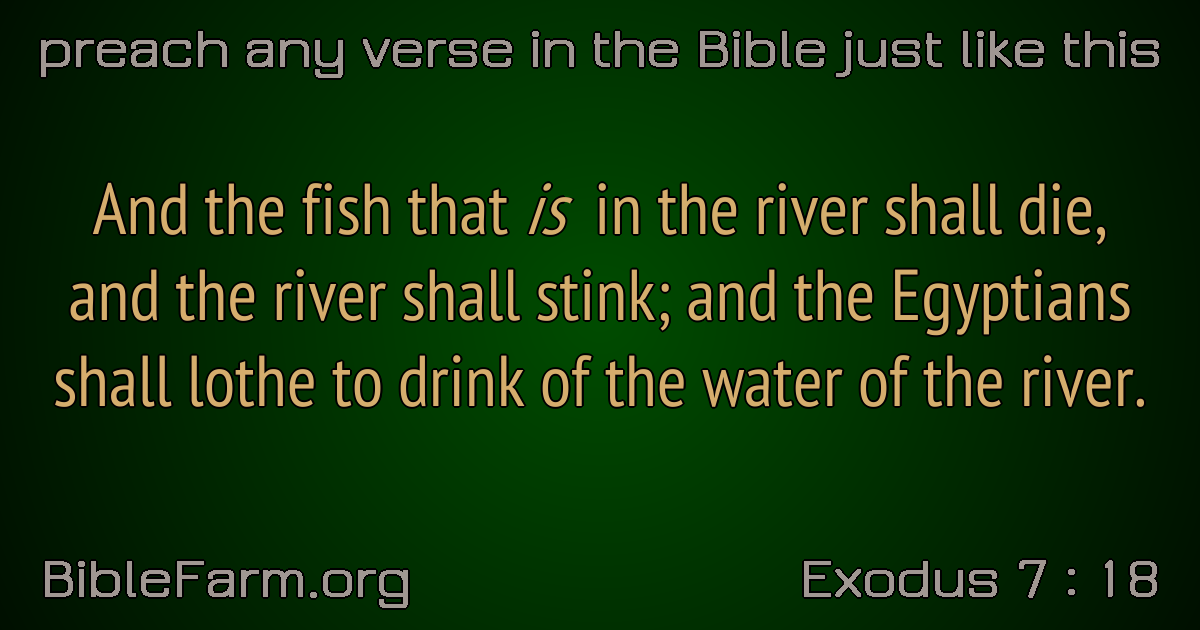 preach any verse in the Bible just like this
And the fish that is in the river shall die,
and the river shall stink; and the Egyptians
shall lothe to drink of the water of the river.
BibleFarm.org
Exodus 7 : 18